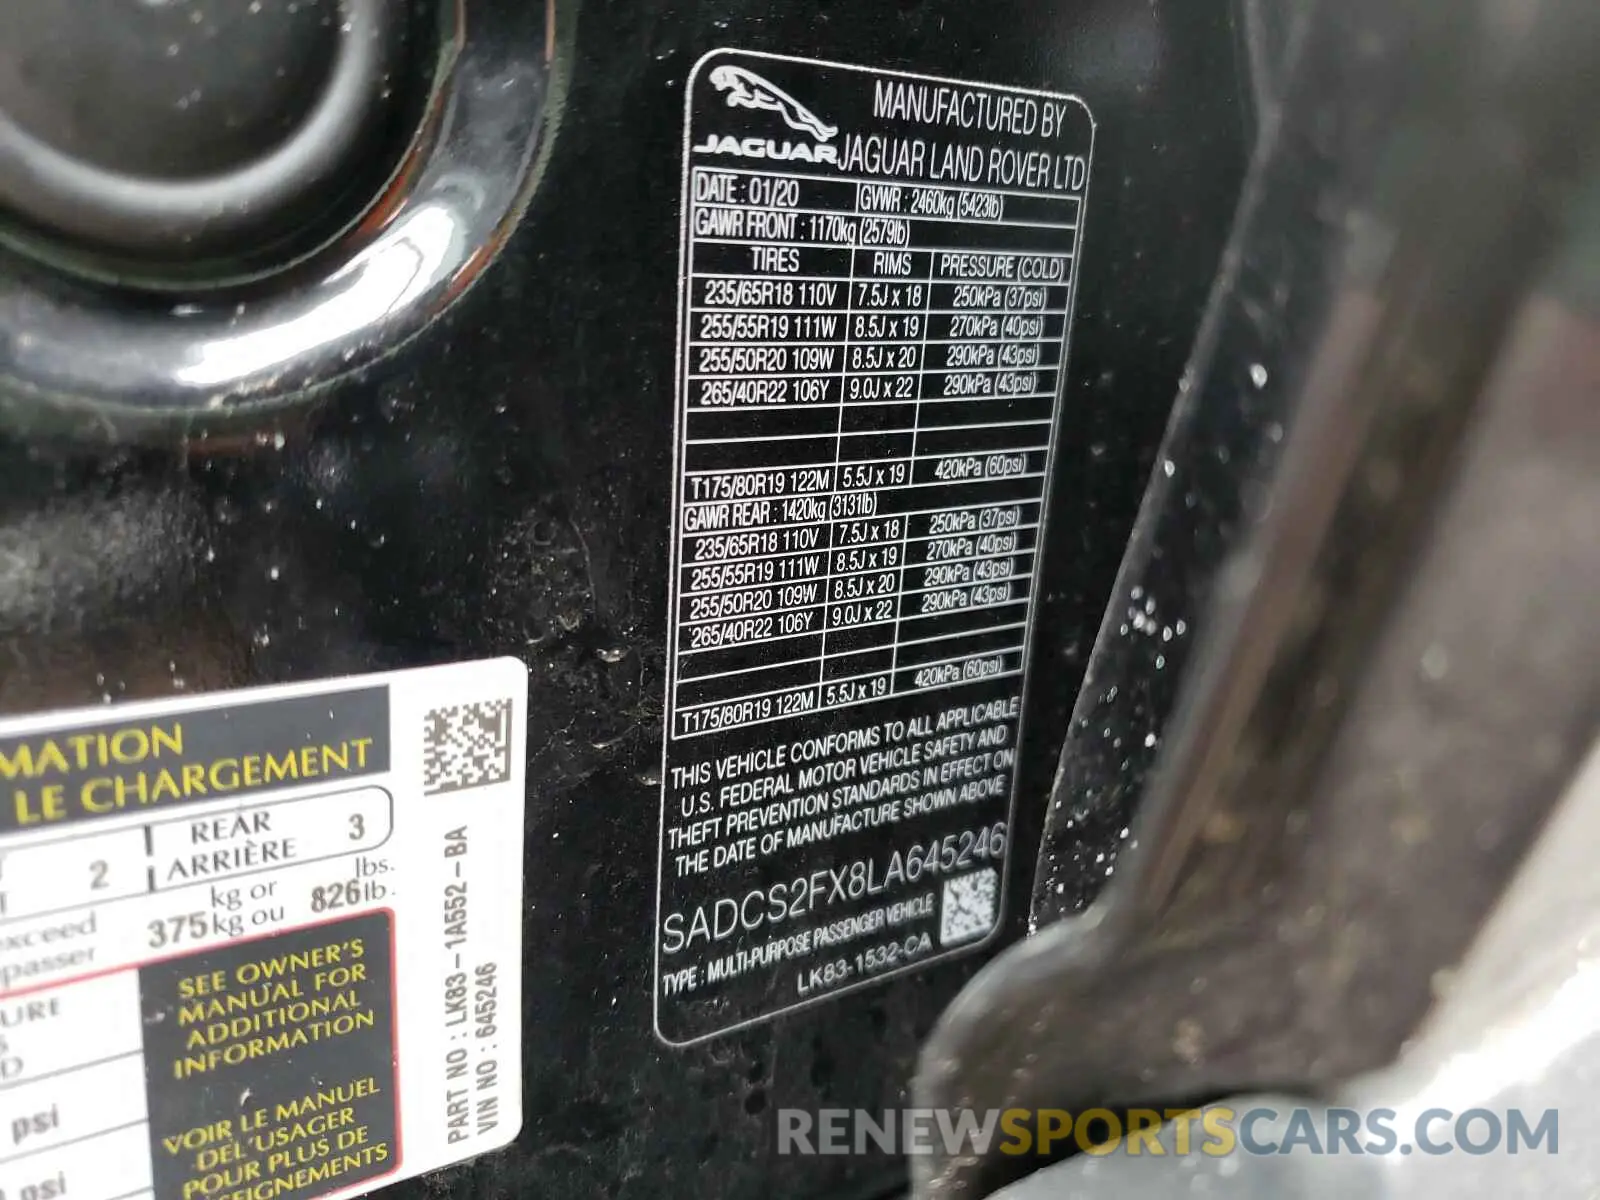 JAGUAR
MANUFACTURED BY
JAGUAR LAND ROVER LTD
DATE : 01/20 GVWR : 2460kg (5423lb)
GAWR FRONT : 1170kg (2579lb)
TIRES RIMS PRESSURE (COLD)
235/65R18 110V 7.5J x 18 250kPa (37psi)
255/55R19 111W 8.5J x 19 270kPa (40psi)
255/50R20 109W 8.5J x 20 290kPa (43psi)
265/40R22 106Y 9.0J x 22 290kPa (43psi)
T175/80R19 122M 5.5J x 19 420kPa (60psi)
GAWR REAR : 1420kg (3131lb)
235/65R18 110V 7.5J x 18 250kPa (37psi)
255/55R19 111W 8.5J x 19 270kPa (40psi)
255/50R20 109W 8.5J x 20 290kPa (43psi)
265/40R22 106Y 9.0J x 22 290kPa (43psi)
T175/80R19 122M 5.5J x 19 420kPa (60psi)
THIS VEHICLE CONFORMS TO ALL APPLICABLE
U.S. FEDERAL MOTOR VEHICLE SAFETY AND
THEFT PREVENTION STANDARDS IN EFFECT ON
THE DATE OF MANUFACTURE SHOWN ABOVE
SADCS2FX8LA645246
TYPE : MULTI-PURPOSE PASSENGER VEHICLE
LK83-1532-CA
MATION
LE CHARGEMENT
2 REAR 3
ARRIÈRE
exceed kg or lbs.
passer 375 kg ou 826 lb.
URE
S
D
psi
psi
SEE OWNER'S
MANUAL FOR
ADDITIONAL
INFORMATION
VOIR LE MANUEL
DE L'USAGER
POUR PLUS DE
SEIGNEMENTS
PART NO : LK83-1A552-BA
VIN NO : 645246
RENEWSPORTSCARS.COM